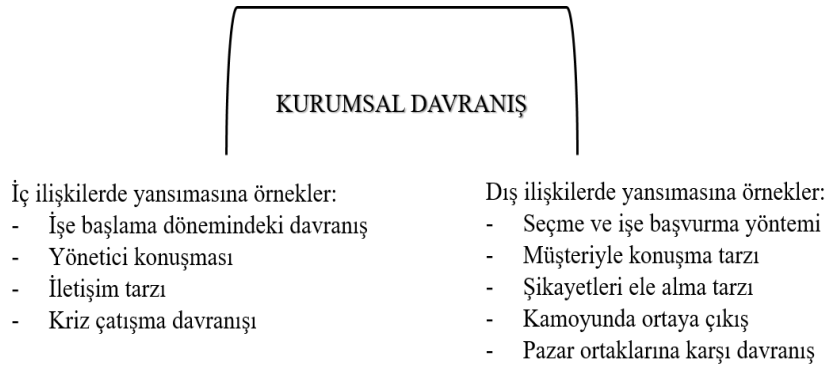 KURUMSAL DAVRANIŞ
İç ilişkilerde yansımasına örnekler:
- İşe başlama dönemindeki davranış
- Yönetici konuşması
- İletişim tarzı
- Kriz çatışma davranışı
Dış ilişkilerde yansımasına örnekler:
- Seçme ve işe başvurma yöntemi
- Müşteriyle konuşma tarzı
- Şikayetleri ele alma tarzı
- Kamoyunda ortaya çıkış
- Pazar ortaklarına karşı davranış